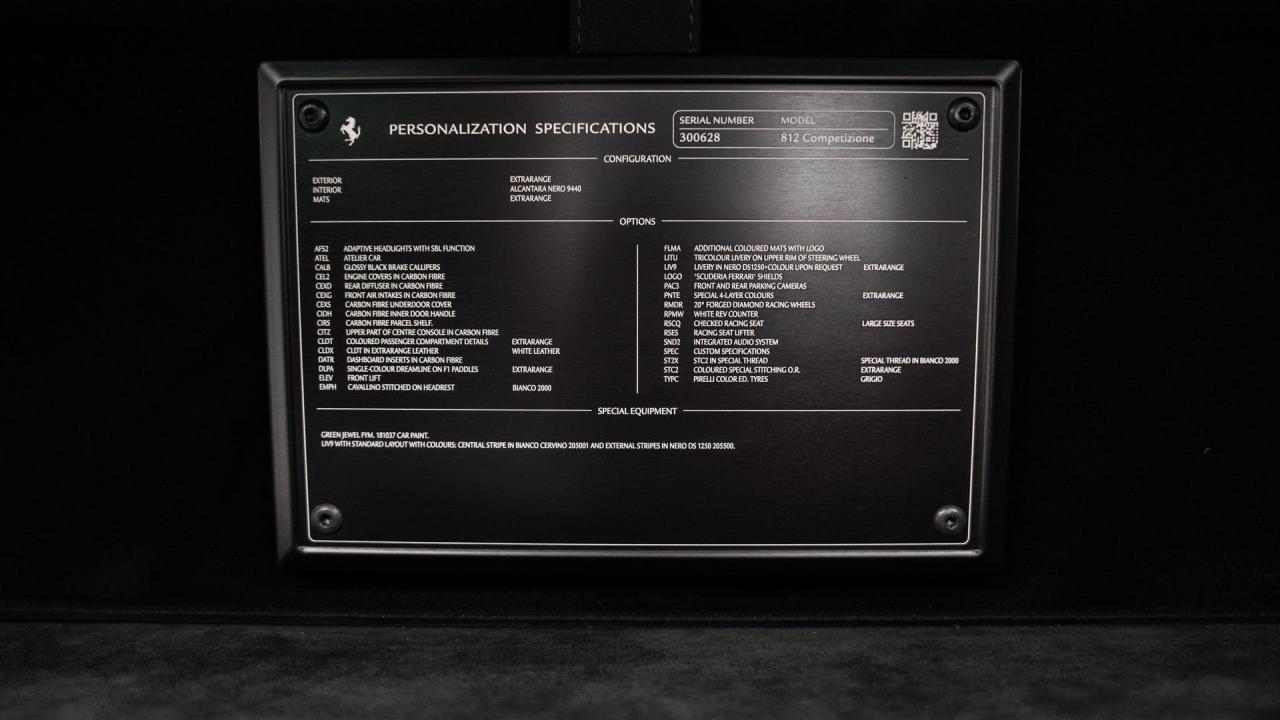 PERSONALIZATION SPECIFICATIONS
SERIAL NUMBER MODEL
300628 812 Competizione
CONFIGURATION
EXTERIOR EXTRARANGE
INTERIOR ALCANTARA NERO 9440
MATS EXTRARANGE
OPTIONS
AFS2 ADAPTIVE HEADLIGHTS WITH SBL FUNCTION
ATEL ATELIER CAR
CALB GLOSSY BLACK BRAKE CALLIPERS
CEL2 ENGINE COVERS IN CARBON FIBRE
CEXD REAR DIFFUSER IN CARBON FIBRE
CEXG FRONT AIR INTAKES IN CARBON FIBRE
CEXS CARBON FIBRE UNDERDOOR COVER
CIDH CARBON FIBRE INNER DOOR HANDLE
CIRS CARBON FIBRE PARCEL SHELF.
CITZ UPPER PART OF CENTRE CONSOLE IN CARBON FIBRE
CLDT COLOURED PASSENGER COMPARTMENT DETAILS EXTRARANGE
CLDX CLDT IN EXTRARANGE LEATHER WHITE LEATHER
DATR DASHBOARD INSERTS IN CARBON FIBRE
DLPA SINGLE-COLOUR DREAMLINE ON F1 PADDLES EXTRARANGE
ELEV FRONT LIFT
EMPH CAVALLINO STITCHED ON HEADREST BIANCO 2000
FLMA ADDITIONAL COLOURED MATS WITH LOGO
LITU TRICOLOUR LIVERY ON UPPER RIM OF STEERING WHEEL
LIV9 LIVERY IN NERO DS1250+COLOUR UPON REQUEST EXTRARANGE
LOGO 'SCUDERIA FERRARI' SHIELDS
PAC3 FRONT AND REAR PARKING CAMERAS
PNTE SPECIAL 4-LAYER COLOURS EXTRARANGE
RMDR 20" FORGED DIAMOND RACING WHEELS
RPMW WHITE REV COUNTER
RSCQ CHECKED RACING SEAT LARGE SIZE SEATS
RSES RACING SEAT LIFTER
SND2 INTEGRATED AUDIO SYSTEM
SPEC CUSTOM SPECIFICATIONS
ST2X STC2 IN SPECIAL THREAD SPECIAL THREAD IN BIANCO 2000
STC2 COLOURED SPECIAL STITCHING O.R. EXTRARANGE
TYPC PIRELLI COLOR ED. TYRES GRIGIO
SPECIAL EQUIPMENT
GREEN JEWEL FYM. 181037 CAR PAINT.
LIV9 WITH STANDARD LAYOUT WITH COLOURS: CENTRAL STRIPE IN BIANCO CERVINO 205001 AND EXTERNAL STRIPES IN NERO DS 1250 205500.